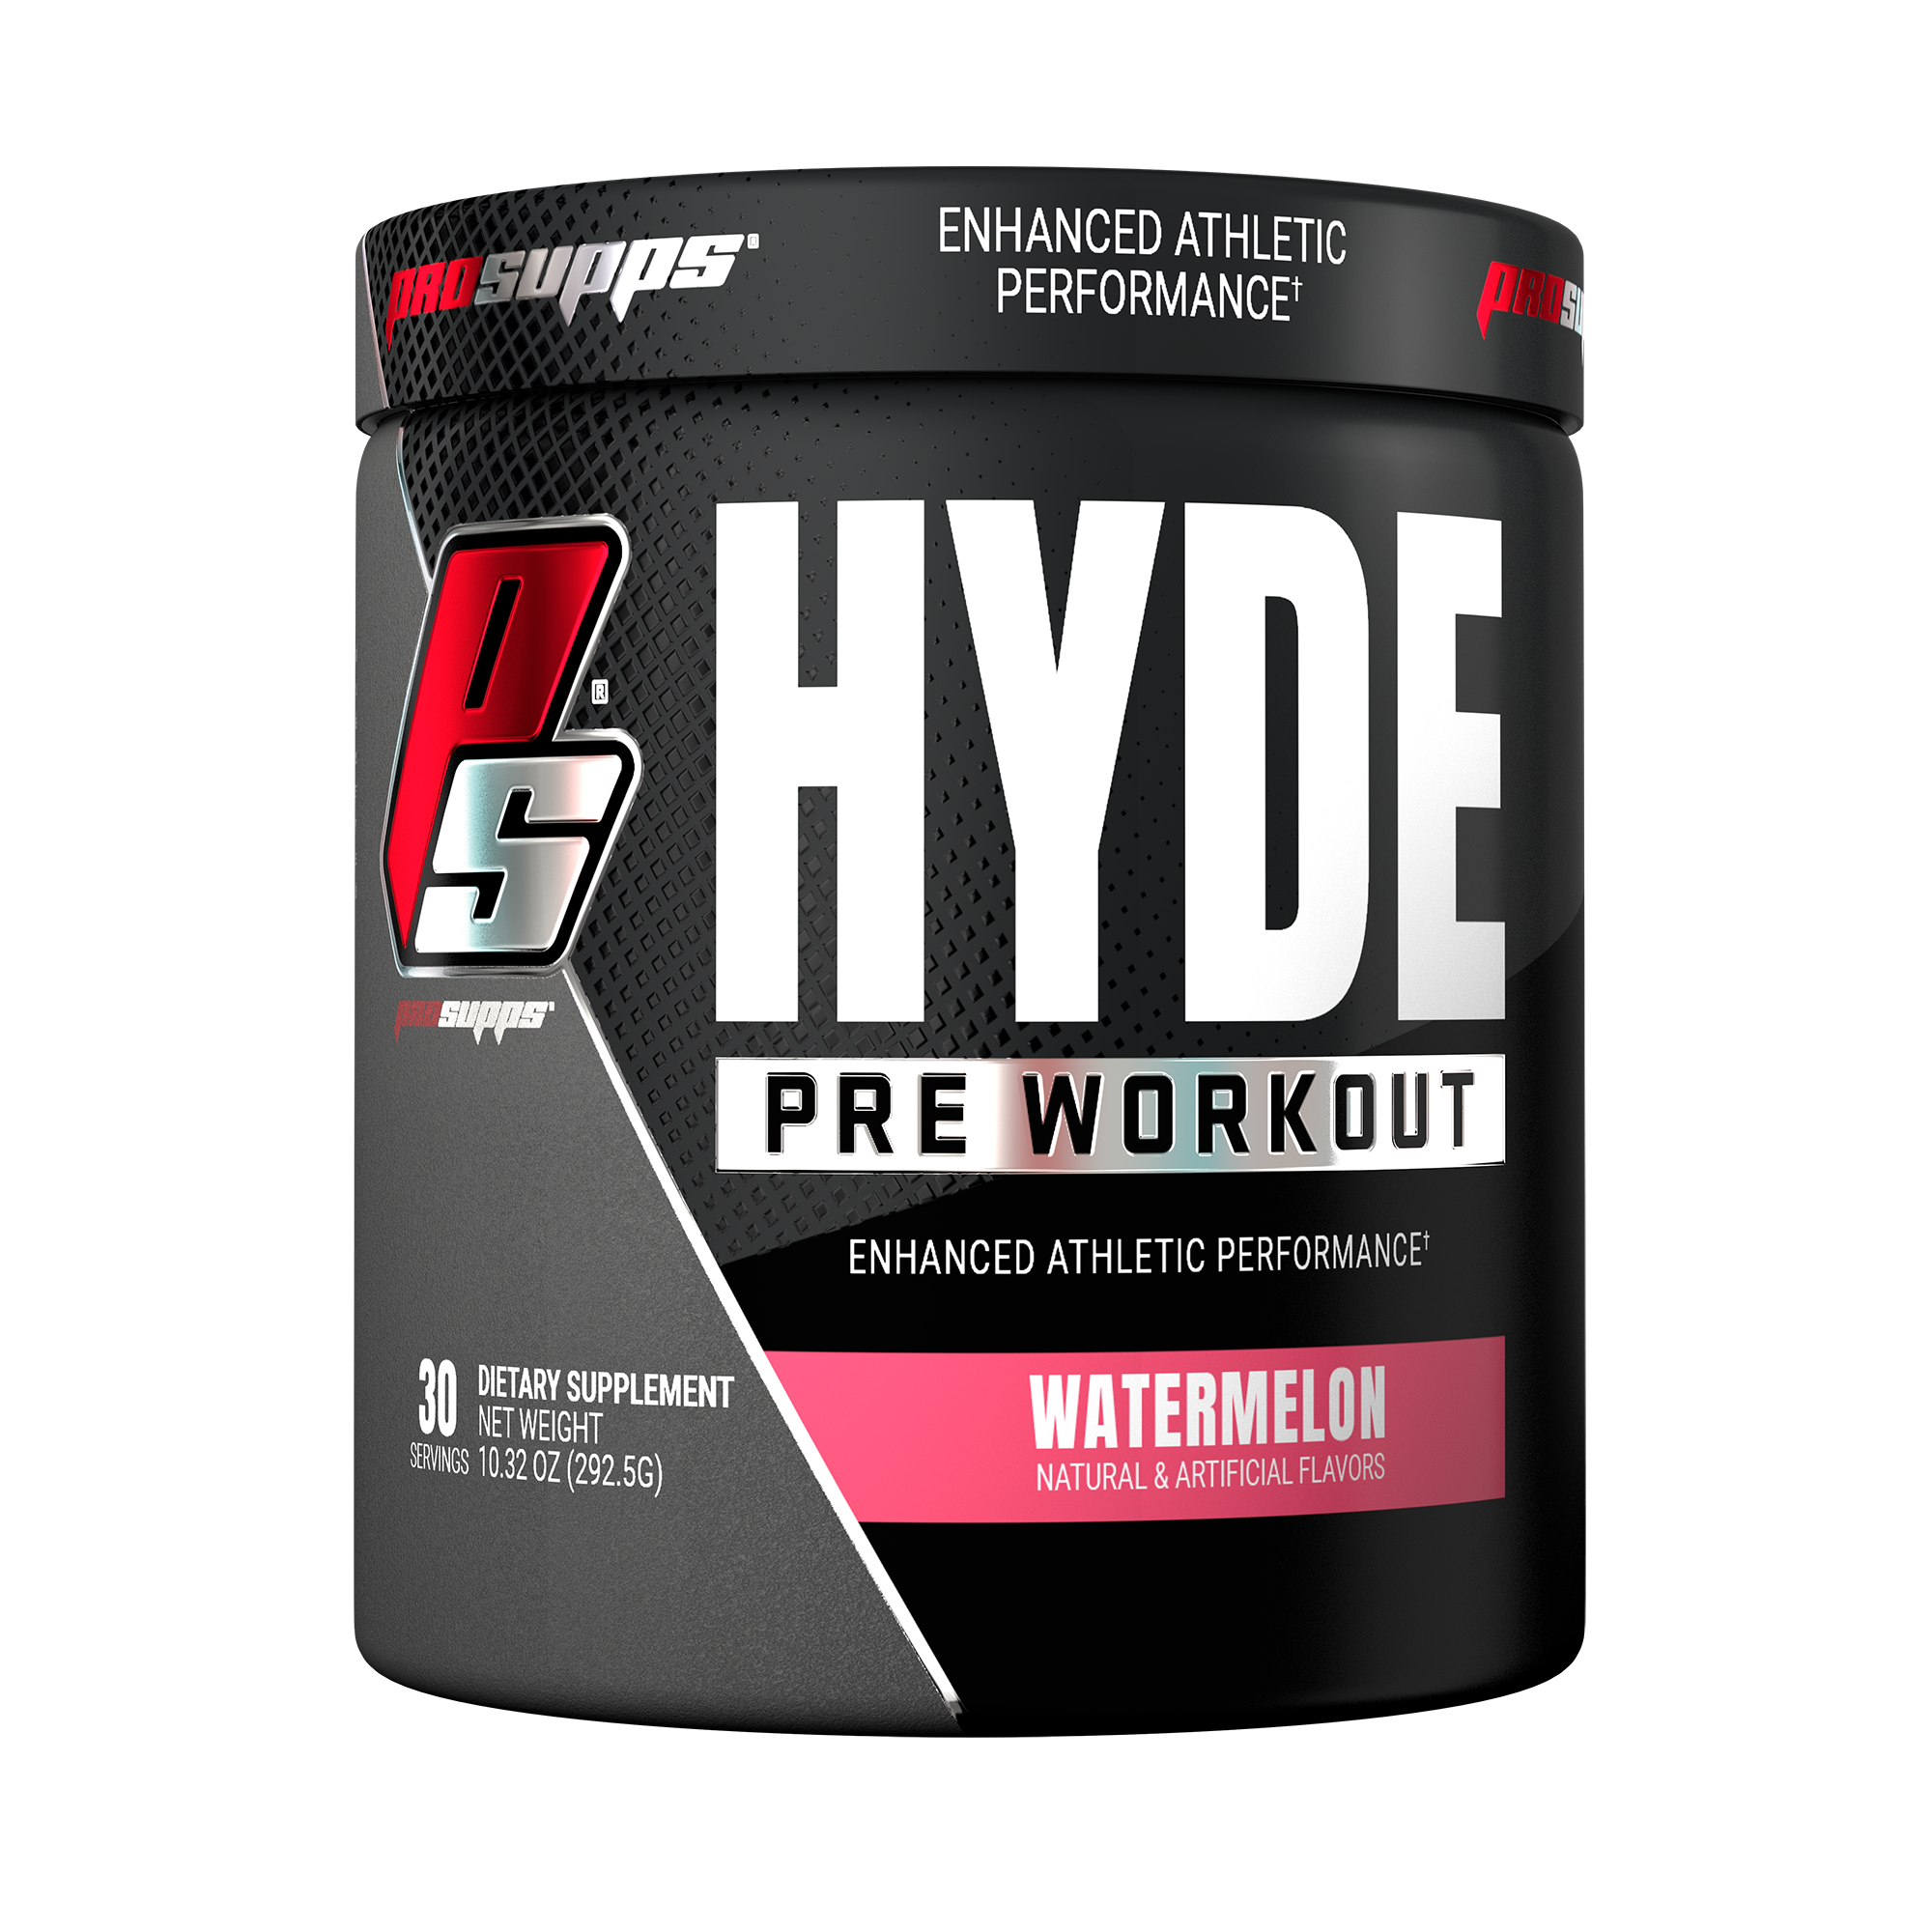 PROSUPPS®
ENHANCED ATHLETIC
PERFORMANCE†
PROSU
PS®
PROSUPPS
HYDE
PRE WORKOUT
ENHANCED ATHLETIC PERFORMANCE†
30
SERVINGS
DIETARY SUPPLEMENT
NET WEIGHT
10.32 OZ (292.5G)
WATERMELON
NATURAL & ARTIFICIAL FLAVORS